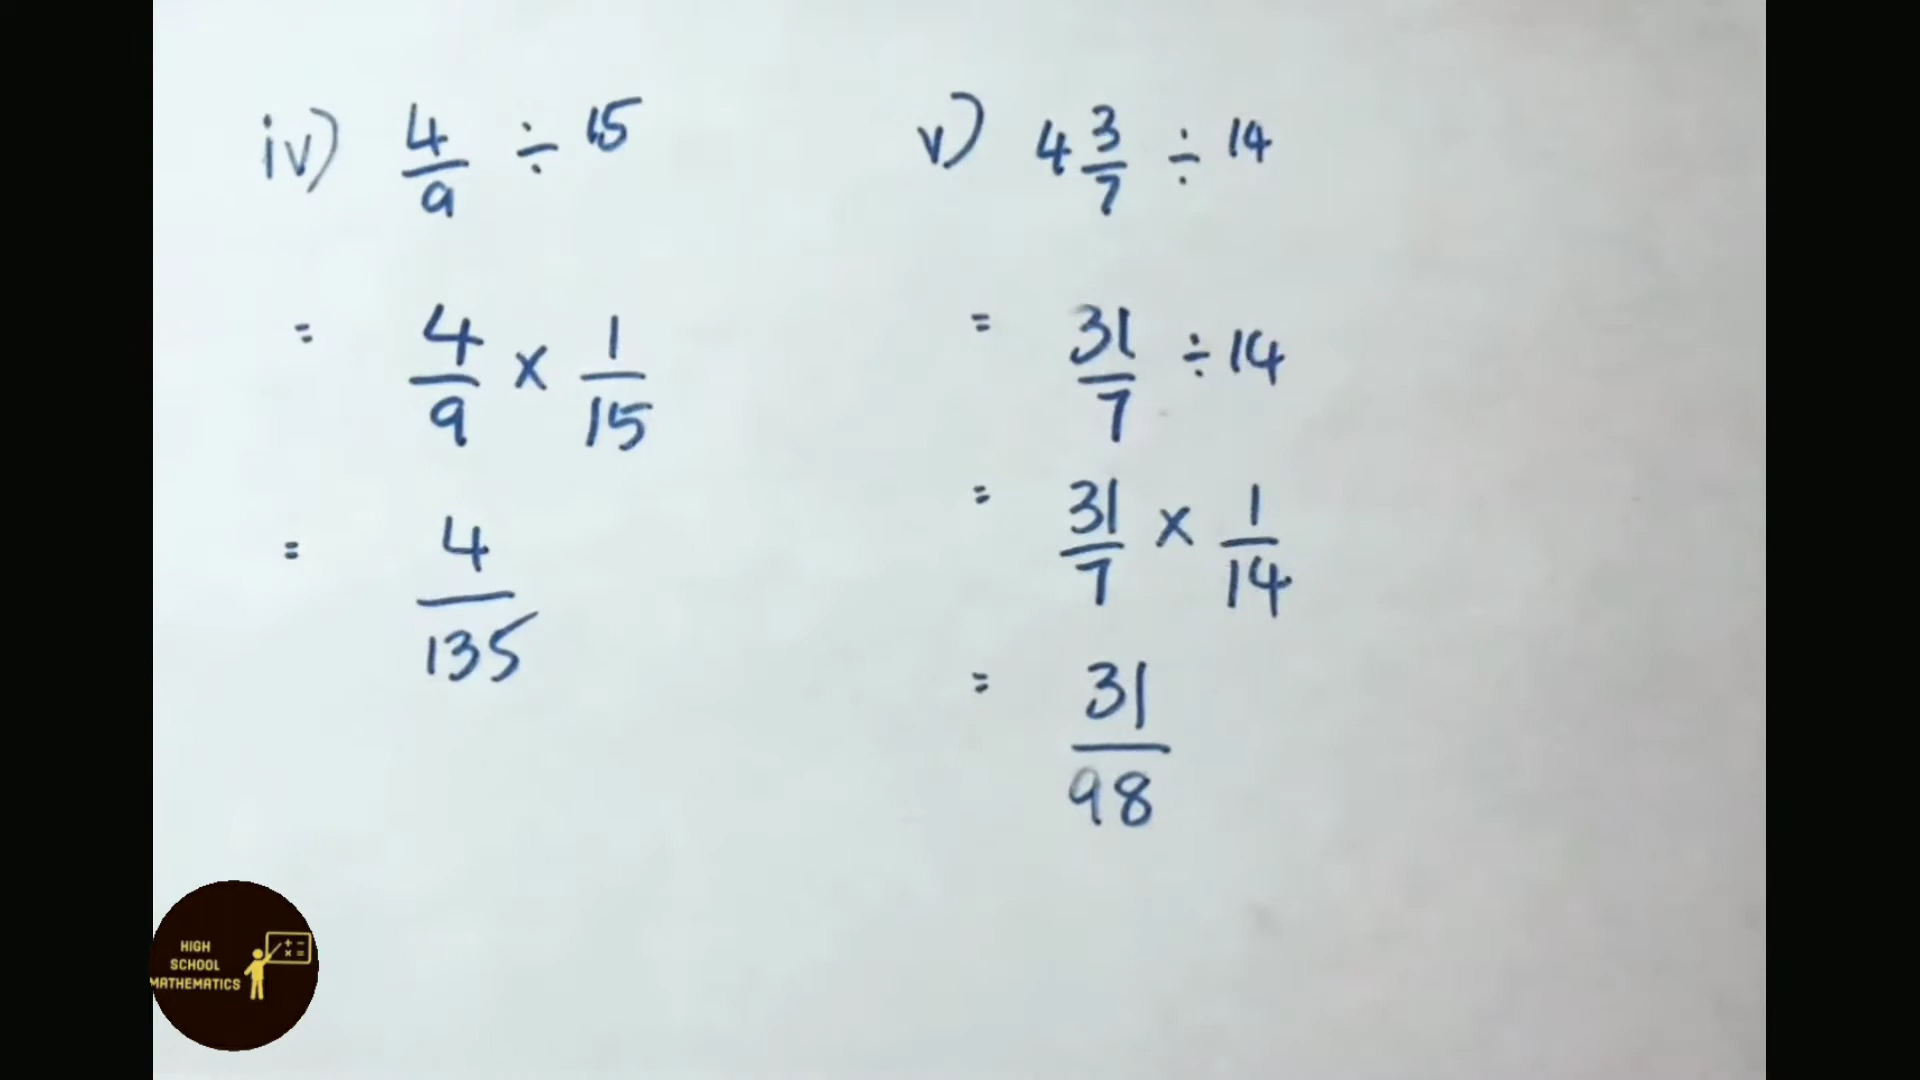 iv) 4/9 ÷ 15
= 4/9 × 1/15
= 4/135
v) 4 3/7 ÷ 14
= 31/7 ÷ 14
= 31/7 × 1/14
= 31/98
HIGH
SCHOOL
MATHEMATICS
+ −
× =